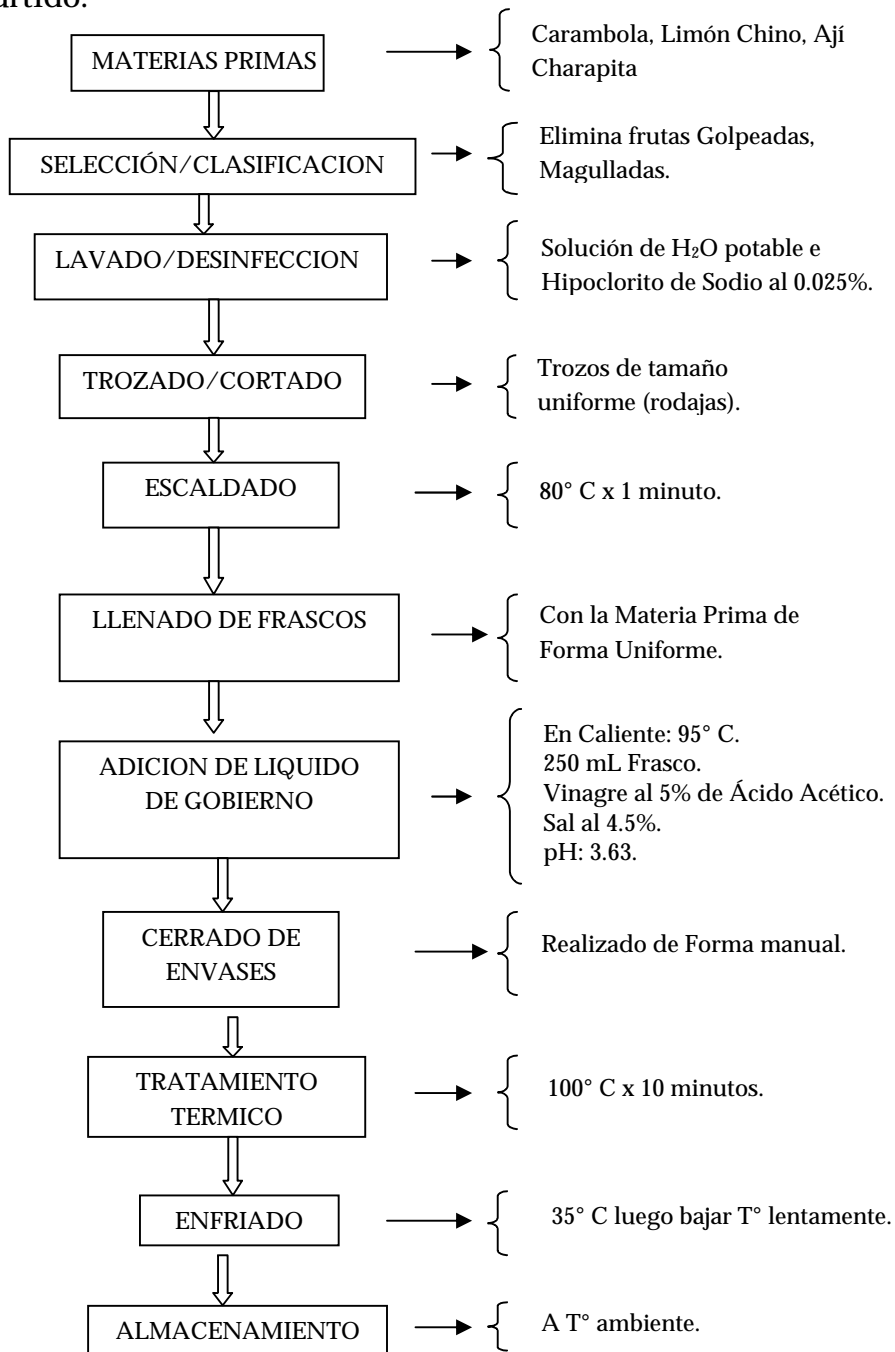 MATERIAS PRIMAS
Carambola, Limón Chino, Ají
Charapita
SELECCIÓN/CLASIFICACION
Elimina frutas Golpeadas,
Magulladas.
LAVADO/DESINFECCION
Solución de H₂O potable e
Hipoclorito de Sodio al 0.025%.
TROZADO/CORTADO
Trozos de tamaño
uniforme (rodajas).
ESCALDADO
80° C x 1 minuto.
LLENADO DE FRASCOS
Con la Materia Prima de
Forma Uniforme.
ADICION DE LIQUIDO
DE GOBIERNO
En Caliente: 95° C.
250 mL Frasco.
Vinagre al 5% de Ácido Acético.
Sal al 4.5%.
pH: 3.63.
CERRADO DE
ENVASES
Realizado de Forma manual.
TRATAMIENTO
TERMICO
100° C x 10 minutos.
ENFRIADO
35° C luego bajar T° lentamente.
ALMACENAMIENTO
A T° ambiente.